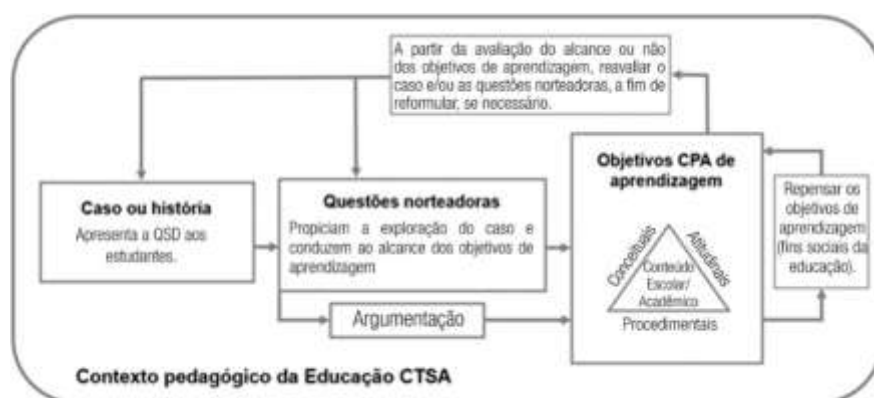 A partir da avaliação do alcance ou não
dos objetivos de aprendizagem, reavaliar o
caso e/ou as questões norteadoras, a fim de
reformular, se necessário.
Caso ou história
Apresenta a QSD aos
estudantes.
Questões norteadoras
Propiciam a exploração do caso e
conduzem ao alcance dos objetivos de
aprendizagem
Argumentação
Objetivos CPA de
aprendizagem
Conceituais
Atitudinais
Conteúdo
Escolar/
Acadêmico
Procedimentais
Repensar os
objetivos de
aprendizagem
(fins sociais da
educação).
Contexto pedagógico da Educação CTSA